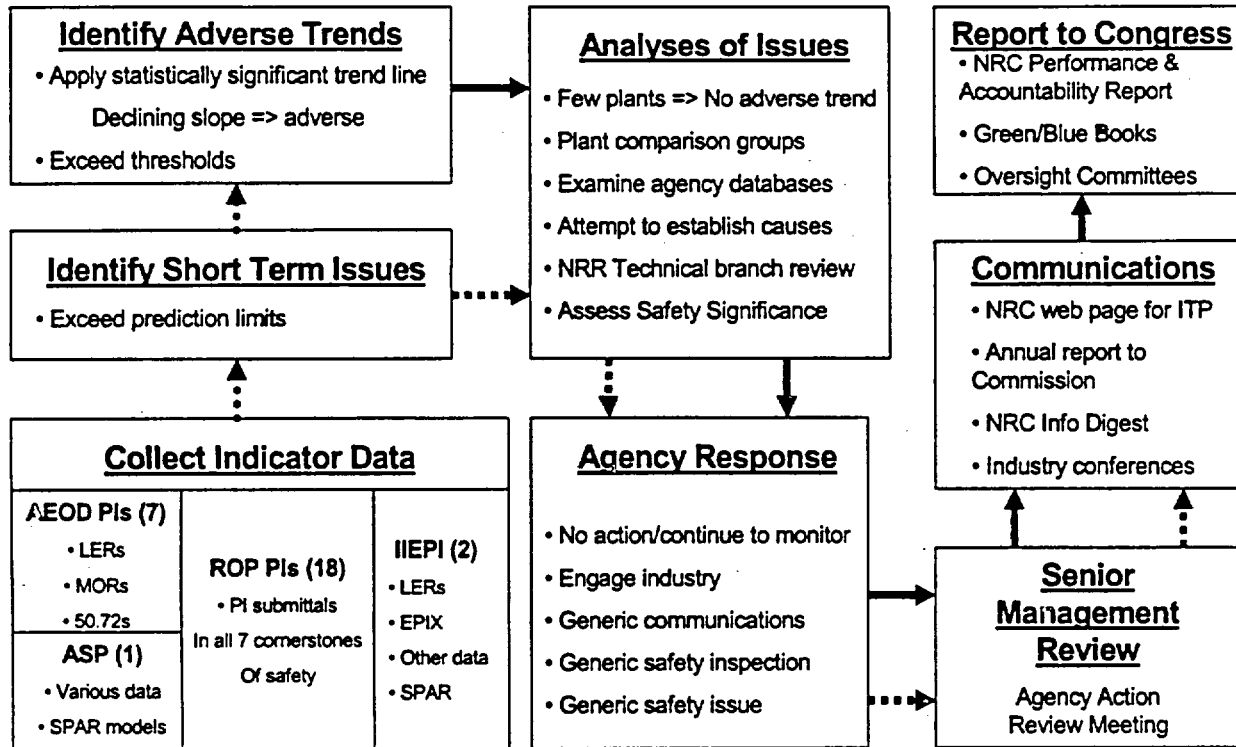 Identify Adverse Trends
• Apply statistically significant trend line
Declining slope => adverse
• Exceed thresholds
Identify Short Term Issues
• Exceed prediction limits
Collect Indicator Data
AEOD PIs (7)
• LERs
• MORs
• 50.72s
ASP (1)
• Various data
• SPAR models
ROP PIs (18)
• PI submittals
In all 7 cornerstones
Of safety
IIEPI (2)
• LERs
• EPIX
• Other data
• SPAR
Analyses of Issues
• Few plants => No adverse trend
• Plant comparison groups
• Examine agency databases
• Attempt to establish causes
• NRR Technical branch review
• Assess Safety Significance
Agency Response
• No action/continue to monitor
• Engage industry
• Generic communications
• Generic safety inspection
• Generic safety issue
Report to Congress
• NRC Performance &
Accountability Report
• Green/Blue Books
• Oversight Committees
Communications
• NRC web page for ITP
• Annual report to
Commission
• NRC Info Digest
• Industry conferences
Senior
Management
Review
Agency Action
Review Meeting